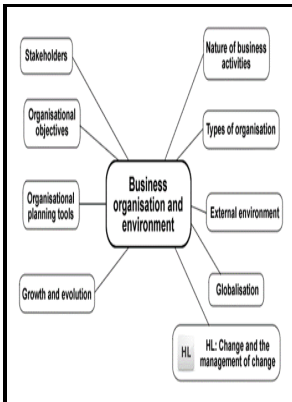 Stakeholders
Organisational
objectives
Organisational
planning tools
Growth and evolution
Business
organisation and
environment
Nature of business
activities
Types of organisation
External environment
Globalisation
HL
HL: Change and the
management of change